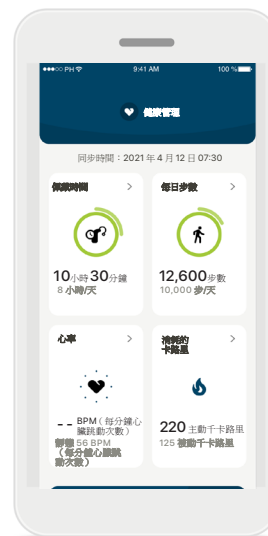 PH 9:41 AM 100 %
健康管理
同步時間：2021 年 4 月 12 日 07:30
佩戴時間
10小時30分鐘
8 小時/天
每日步數
12,600步數
10,000 步/天
心率
-- BPM（每分鐘心
臟跳動次數）
靜態 56 BPM
（每分鐘心臟跳
動次數）
消耗的
卡路里
220 主動千卡路里
125 被動千卡路里